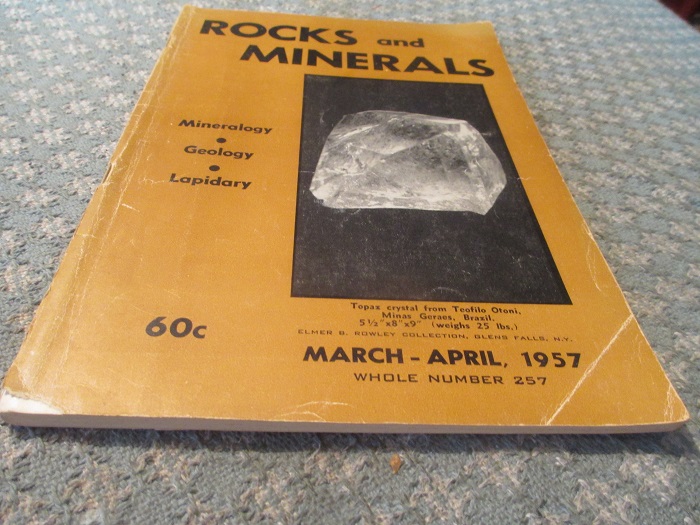 ROCKS and
MINERALS
Mineralogy
•
Geology
•
Lapidary
Topaz crystal from Teofilo Otoni,
Minas Geraes, Brazil.
5½"x8"x9" (weighs 25 lbs.)
ELMER B. ROWLEY COLLECTION, GLENS FALLS, N.Y.
60c
MARCH - APRIL, 1957
WHOLE NUMBER 257